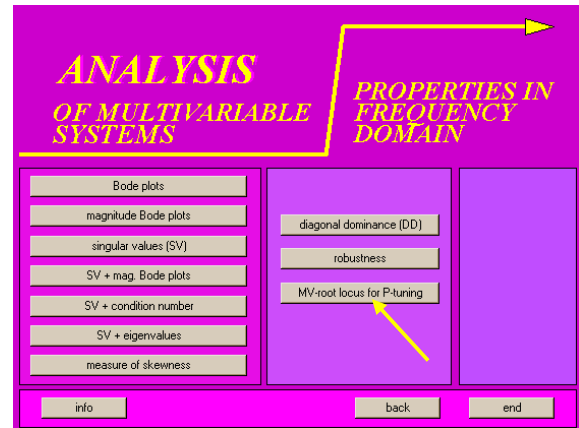 ANALYSIS
OF MULTIVARIABLE
SYSTEMS
PROPERTIES IN
FREQUENCY
DOMAIN
Bode plots
magnitude Bode plots
singular values (SV)
SV + mag. Bode plots
SV + condition number
SV + eigenvalues
measure of skewness
diagonal dominance (DD)
robustness
MV-root locus for P-tuning
info
back
end